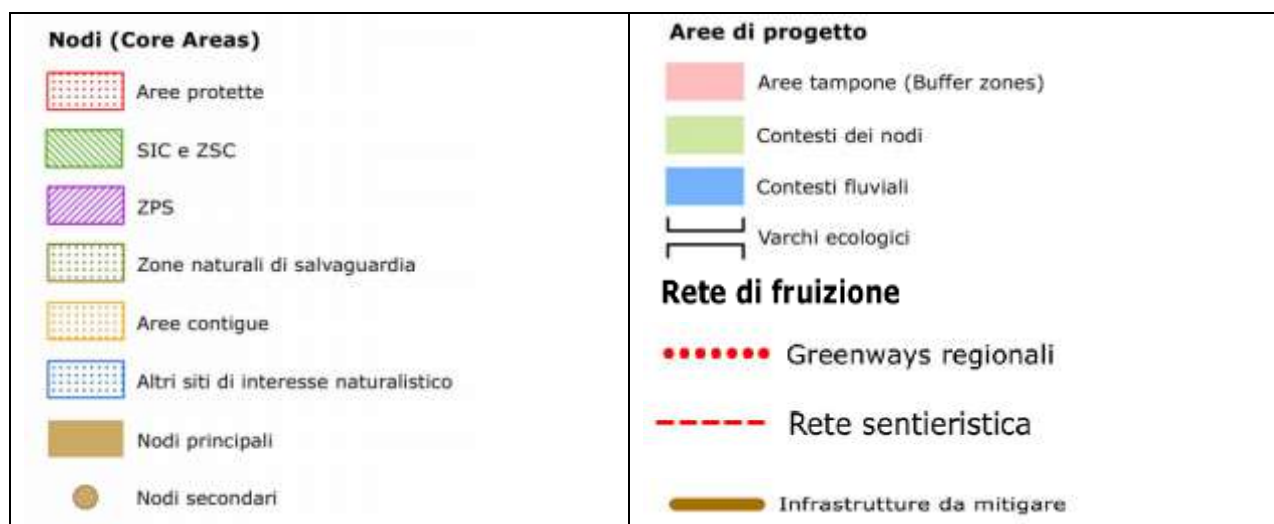 Nodi (Core Areas)
Aree protette
SIC e ZSC
ZPS
Zone naturali di salvaguardia
Aree contigue
Altri siti di interesse naturalistico
Nodi principali
Nodi secondari
Aree di progetto
Aree tampone (Buffer zones)
Contesti dei nodi
Contesti fluviali
Varchi ecologici
Rete di fruizione
Greenways regionali
Rete sentieristica
Infrastrutture da mitigare